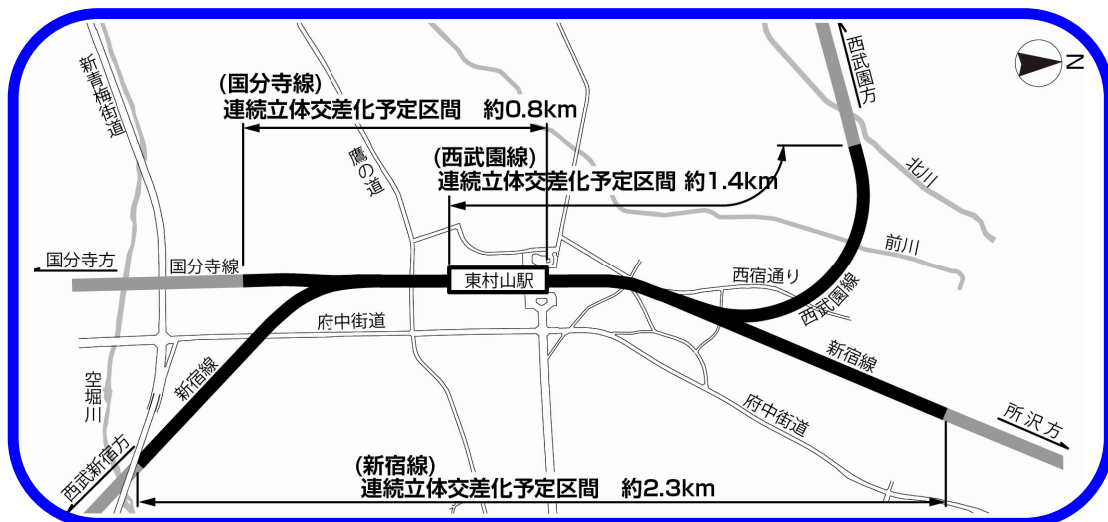 新青梅街道
(国分寺線)
連続立体交差化予定区間 約0.8km
鷹の道
(西武園線)
連続立体交差化予定区間 約1.4km
西武園方
N
北川
前川
国分寺方
国分寺線
東村山駅
西宿通り
西武園線
府中街道
新宿線
新宿線
空堀川
府中街道
所沢方
西武新宿方
(新宿線)
連続立体交差化予定区間 約2.3km